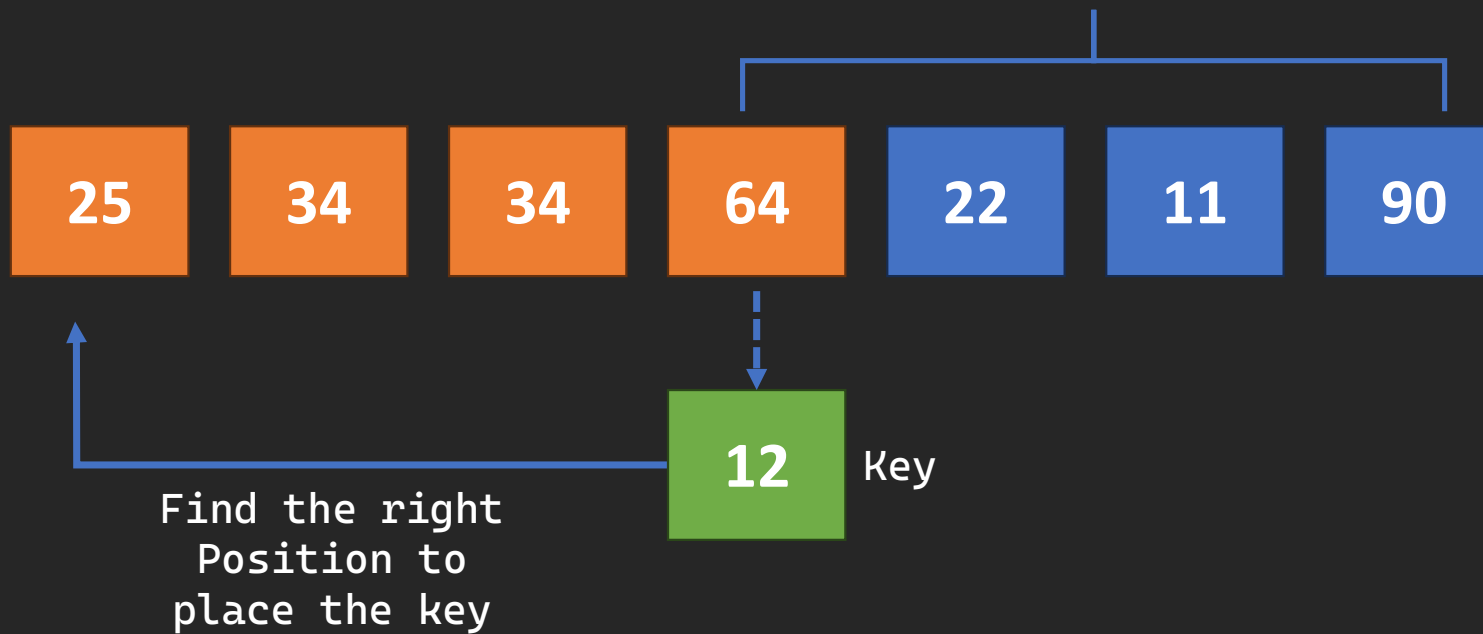 25 34 34 64 22 11 90
12 Key
Find the right
Position to
place the key